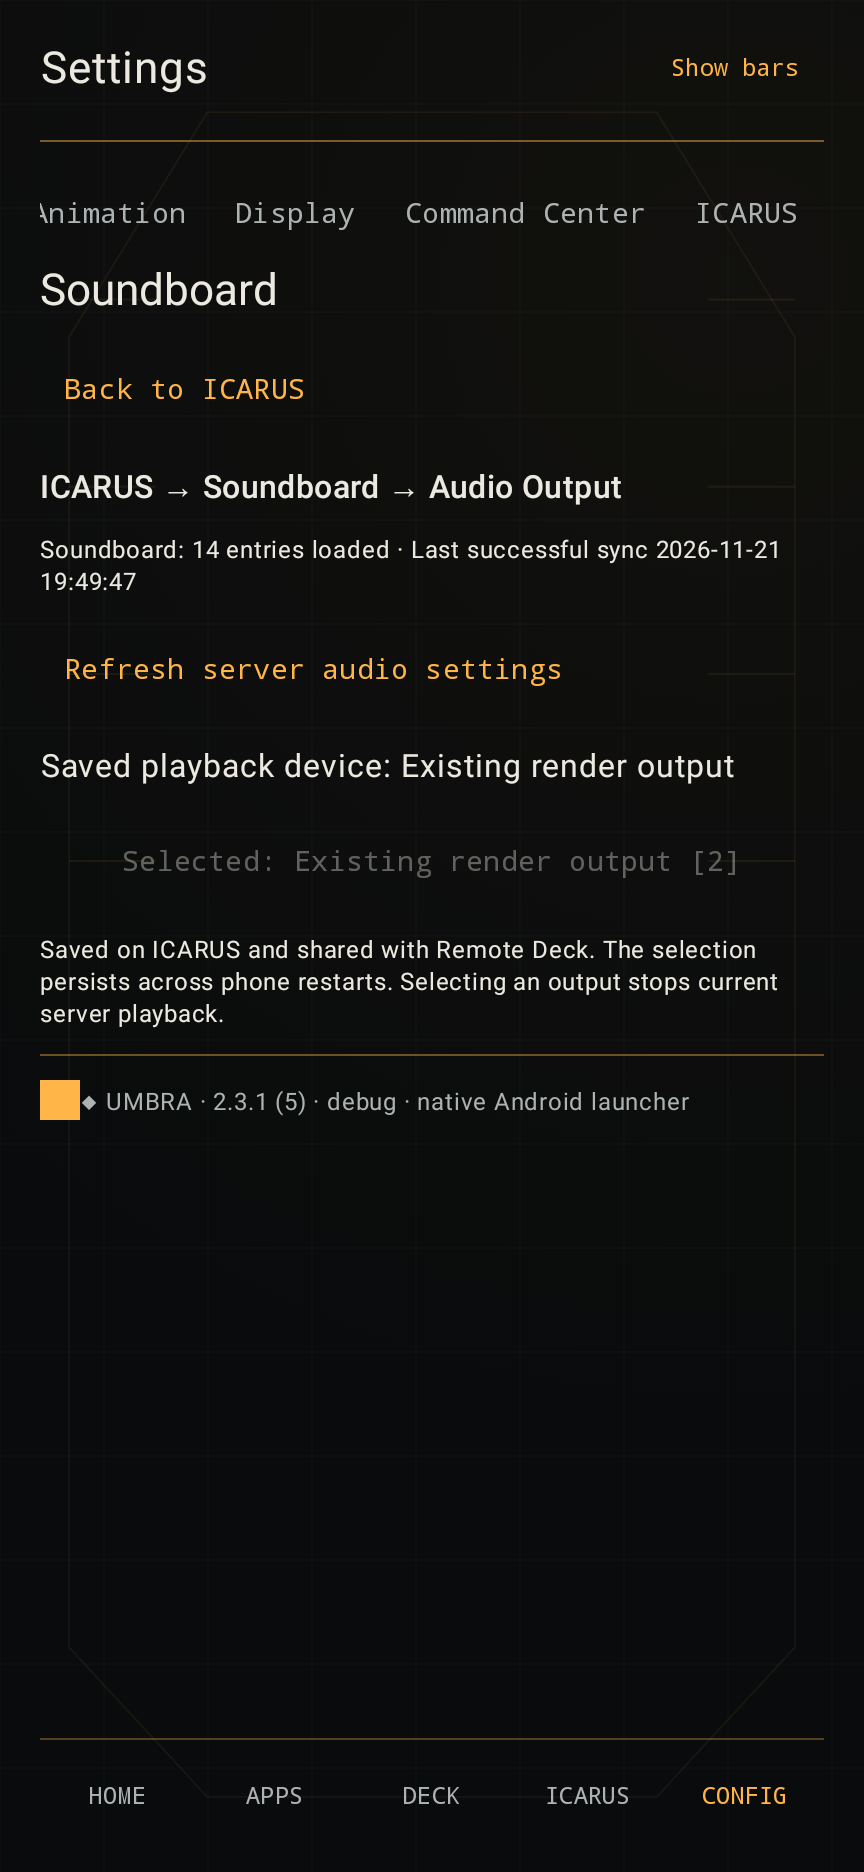 Settings
Show bars
Animation Display Command Center ICARUS
Soundboard
Back to ICARUS
ICARUS → Soundboard → Audio Output
Soundboard: 14 entries loaded · Last successful sync 2026-11-21
19:49:47
Refresh server audio settings
Saved playback device: Existing render output
Selected: Existing render output [2]
Saved on ICARUS and shared with Remote Deck. The selection
persists across phone restarts. Selecting an output stops current
server playback.
◆ UMBRA · 2.3.1 (5) · debug · native Android launcher
HOME APPS DECK ICARUS CONFIG